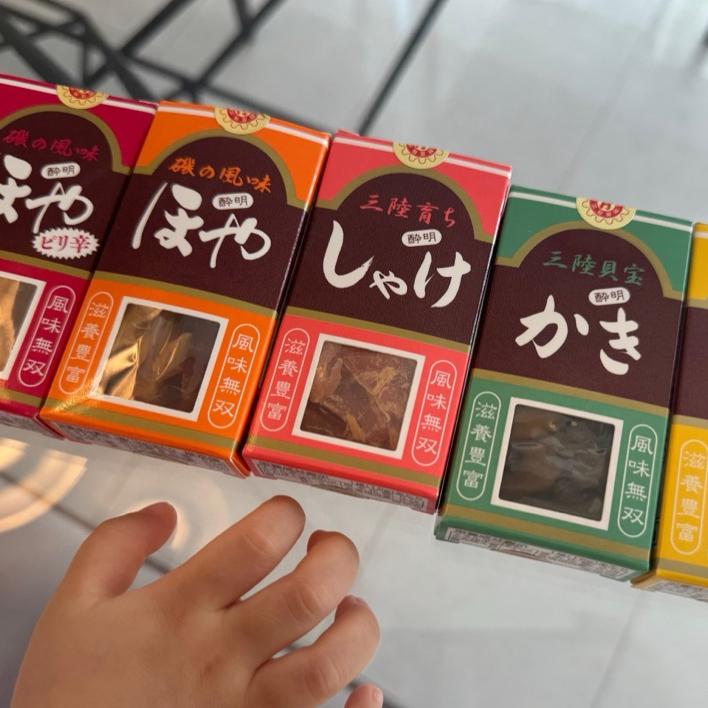 磯の風味
酔明
ほや
ピリ辛
風味無双
磯の風味
酔明
ほや
滋養豊富
風味無双
三陸育ち
酔明
しゃけ
滋養豊富
風味無双
三陸貝宝
酔明
かき
滋養豊富
風味無双
滋養豊富